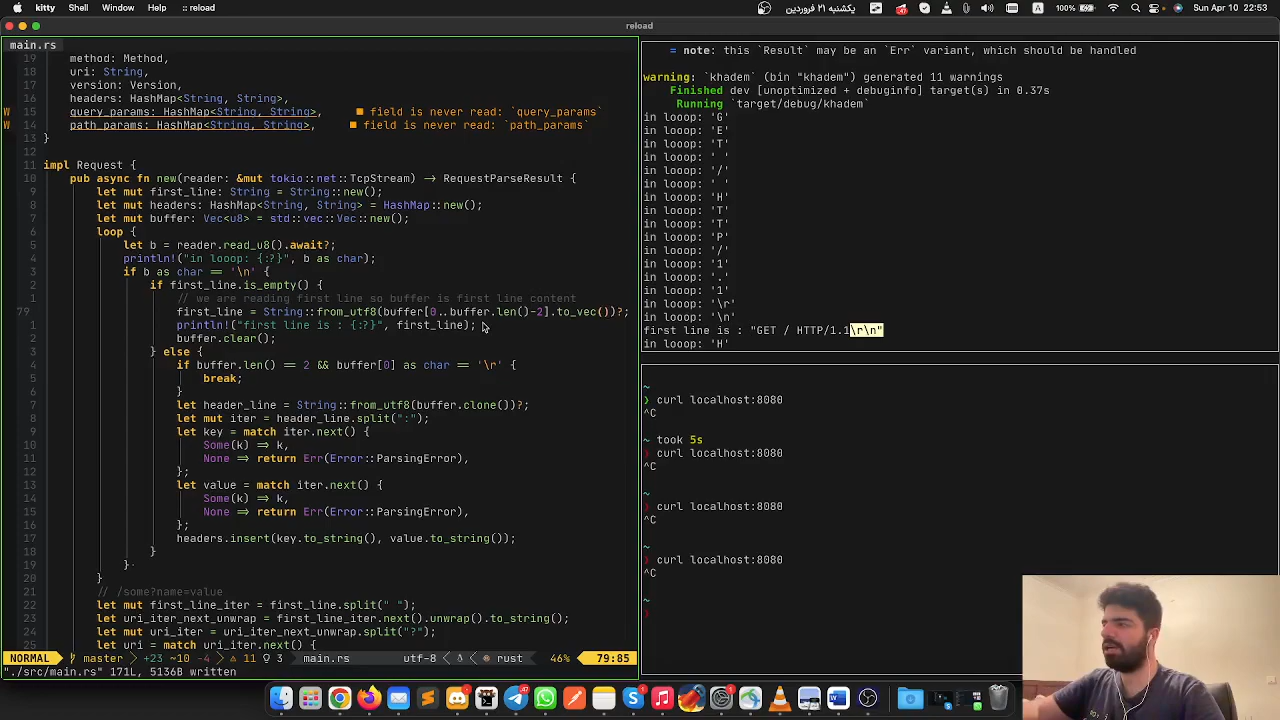 kitty Shell Window Help :: reload
یکشنبه ۲۱ فروردین
A 100% Sun Apr 10 22:53
reload
main.rs
19 method: Method,
18 uri: String,
17 version: Version,
16 headers: HashMap<String, String>,
W 15 query_params: HashMap<String, String>, ■ field is never read: `query_params`
W 14 path_params: HashMap<String, String>, ■ field is never read: `path_params`
13 }
12
11 impl Request {
10 pub async fn new(reader: &mut tokio::net::TcpStream) -> RequestParseResult {
9 let mut first_line: String = String::new();
8 let mut headers: HashMap<String, String> = HashMap::new();
7 let mut buffer: Vec<u8> = std::vec::Vec::new();
6 loop {
5 let b = reader.read_u8().await?;
4 println!("in looop: {:?}", b as char);
3 if b as char == '\n' {
2 if first_line.is_empty() {
1 // we are reading first line so buffer is first line content
79 first_line = String::from_utf8(buffer[0..buffer.len()-2].to_vec())?;
1 println!("first line is : {:?}", first_line);
2 buffer.clear();
3 } else {
4 if buffer.len() == 2 && buffer[0] as char == '\r' {
5 break;
6 }
7 let header_line = String::from_utf8(buffer.clone())?;
8 let mut iter = header_line.split(":");
9 let key = match iter.next() {
10 Some(k) => k,
11 None => return Err(Error::ParsingError),
12 };
13 let value = match iter.next() {
14 Some(k) => k,
15 None => return Err(Error::ParsingError),
16 };
17 headers.insert(key.to_string(), value.to_string());
18 }
19 }
20 }
21 // /some?name=value
22 let mut first_line_iter = first_line.split(" ");
23 let uri_iter_next_unwrap = first_line_iter.next().unwrap().to_string();
24 let mut uri_iter = uri_iter_next_unwrap.split("?");
25 let uri = match uri_iter.next() {
NORMAL master +23 ~10 -4 11 3 main.rs utf-8 rust 46% 79:85
"./src/main.rs" 171L, 5136B written
= note: this `Result` may be an `Err` variant, which should be handled
warning: `khadem` (bin "khadem") generated 11 warnings
Finished dev [unoptimized + debuginfo] target(s) in 0.37s
Running `target/debug/khadem`
in looop: 'G'
in looop: 'E'
in looop: 'T'
in looop: ' '
in looop: '/'
in looop: ' '
in looop: 'H'
in looop: 'T'
in looop: 'T'
in looop: 'P'
in looop: '/'
in looop: '1'
in looop: '.'
in looop: '1'
in looop: '\r'
in looop: '\n'
first line is : "GET / HTTP/1.1\r\n"
in looop: 'H'
~
❯ curl localhost:8080
^C
~ took 5s
❯ curl localhost:8080
^C
~
❯ curl localhost:8080
^C
~
❯ curl localhost:8080
^C
~
❯